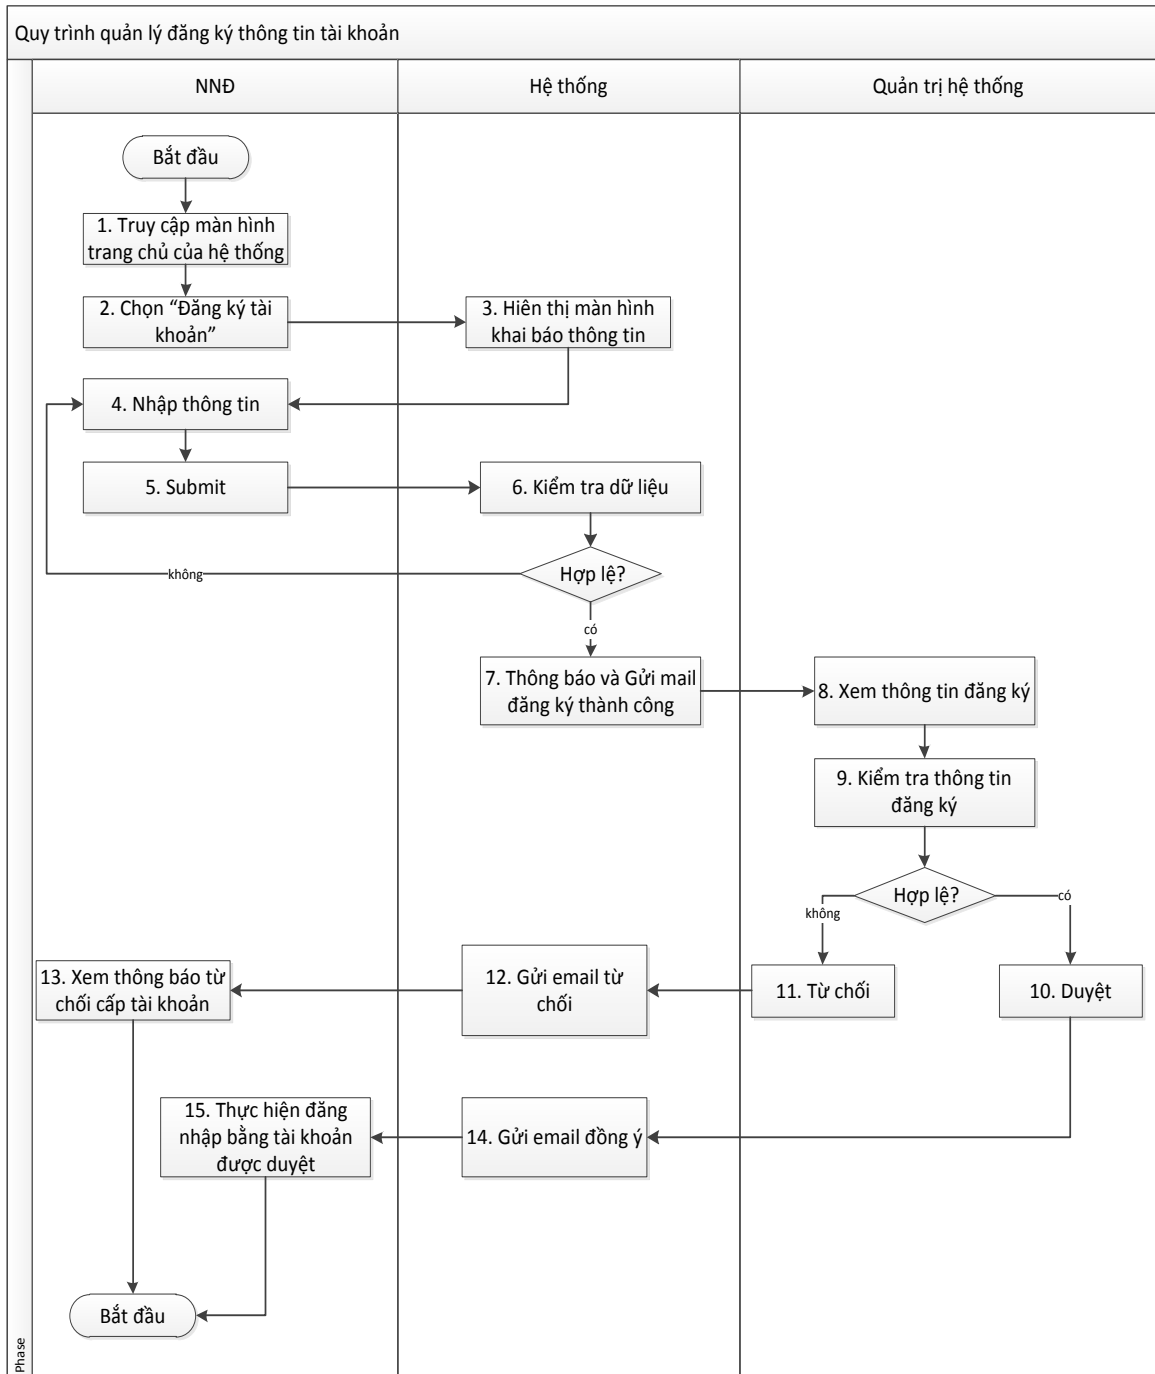 Quy trình quản lý đăng ký thông tin tài khoản
NNĐ
Hệ thống
Quản trị hệ thống
Bắt đầu
1. Truy cập màn hình
trang chủ của hệ thống
2. Chọn “Đăng ký tài
khoản”
3. Hiên thị màn hình
khai báo thông tin
4. Nhập thông tin
5. Submit
6. Kiểm tra dữ liệu
Hợp lệ?
không
có
7. Thông báo và Gửi mail
đăng ký thành công
8. Xem thông tin đăng ký
9. Kiểm tra thông tin
đăng ký
Hợp lệ?
không
có
13. Xem thông báo từ
chối cấp tài khoản
12. Gửi email từ
chối
11. Từ chối
10. Duyệt
15. Thực hiện đăng
nhập bằng tài khoản
được duyệt
14. Gửi email đồng ý
Bắt đầu
Phase